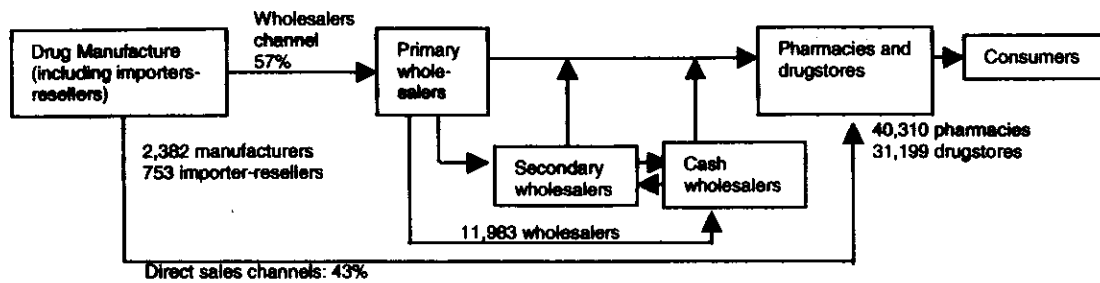 Drug Manufacture
(including importers-
resellers)
Wholesalers
channel
57%
Primary
whole-
salers
Pharmacies and
drugstores
Consumers
2,382 manufacturers
753 importer-resellers
Secondary
wholesalers
Cash
wholesalers
40,310 pharmacies
31,199 drugstores
11,983 wholesalers
Direct sales channels: 43%